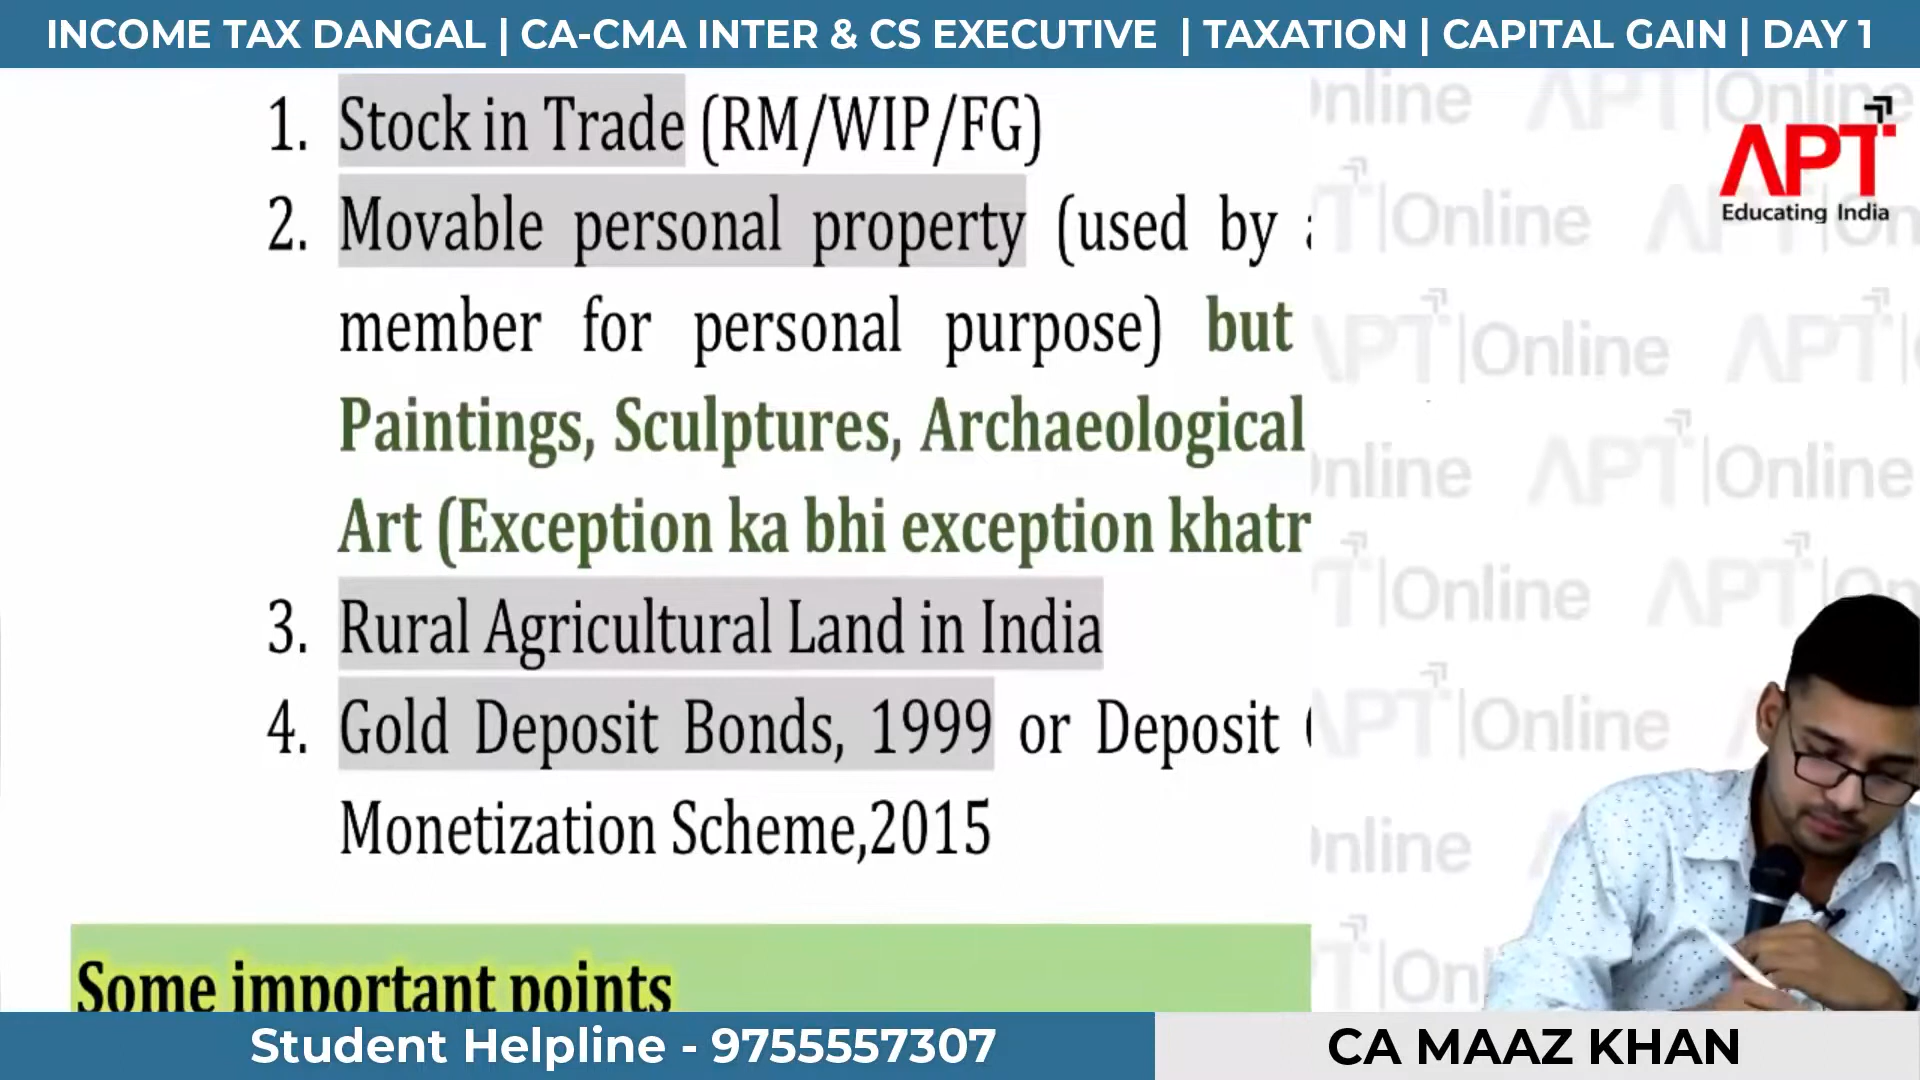 INCOME TAX DANGAL | CA-CMA INTER & CS EXECUTIVE | TAXATION | CAPITAL GAIN | DAY 1
1. Stock in Trade (RM/WIP/FG)
2. Movable personal property (used by
member for personal purpose) but
Paintings, Sculptures, Archaeological
Art (Exception ka bhi exception khatr
3. Rural Agricultural Land in India
4. Gold Deposit Bonds, 1999 or Deposit
Monetization Scheme,2015
Some important points
APT
Educating India
APT|Online
Student Helpline - 9755557307
CA MAAZ KHAN